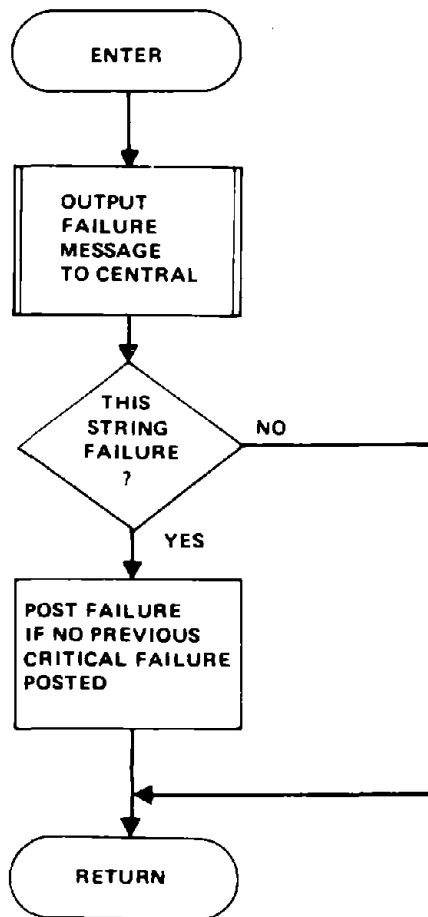 ENTER
OUTPUT
FAILURE
MESSAGE
TO CENTRAL
THIS
STRING
FAILURE
?
NO
YES
POST FAILURE
IF NO PREVIOUS
CRITICAL FAILURE
POSTED
RETURN